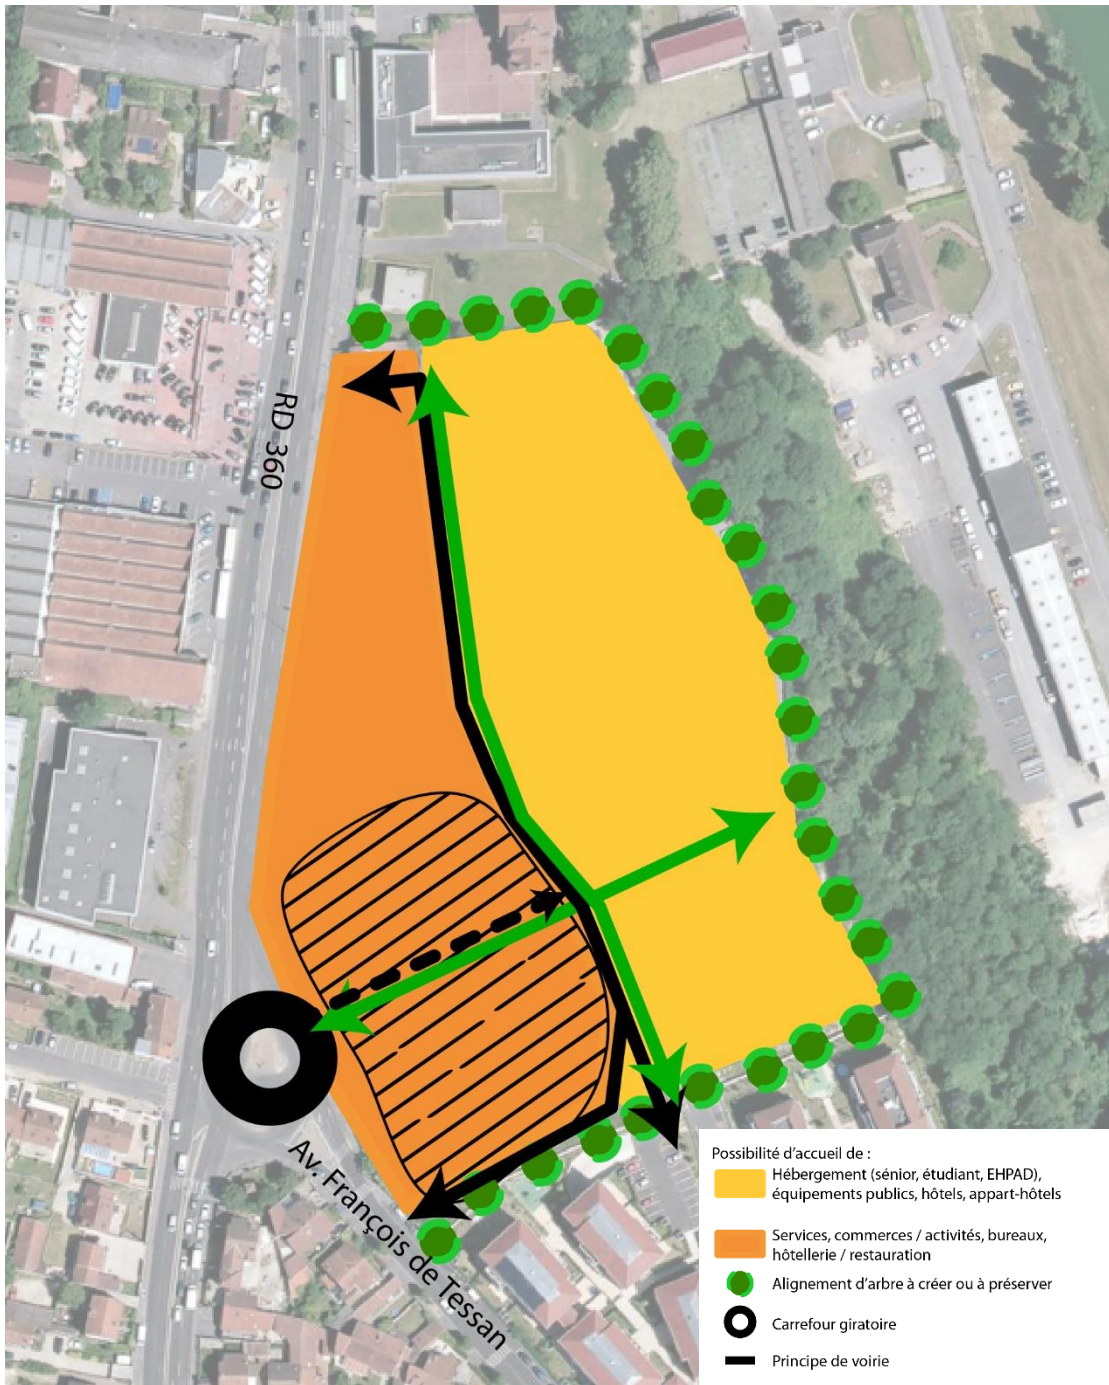 RD 360
Av. François de Tessan
Possibilité d'accueil de :
Hébergement (sénior, étudiant, EHPAD),
équipements publics, hôtels, appart-hôtels
Services, commerces / activités, bureaux,
hôtellerie / restauration
Alignement d'arbre à créer ou à préserver
Carrefour giratoire
Principe de voirie